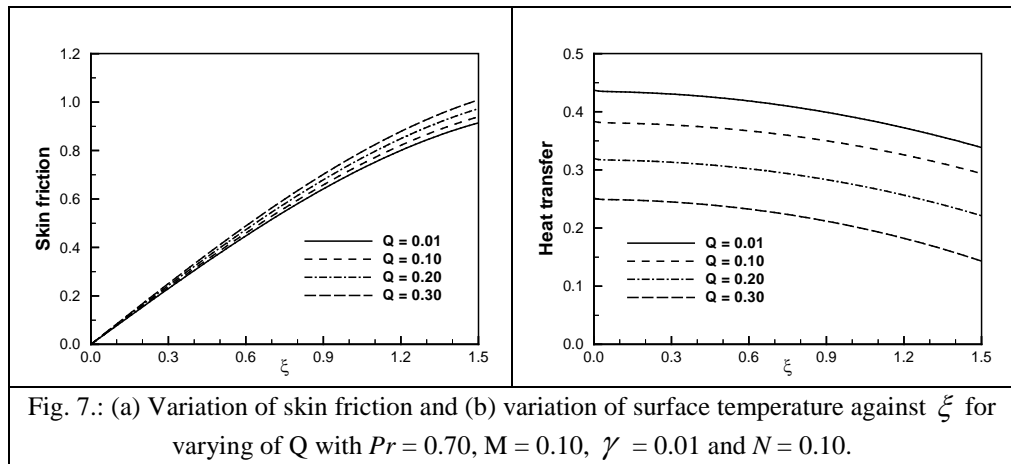 1.2
1.0
0.8
0.6
0.4
0.2
0.0
Skin friction
Q = 0.01
Q = 0.10
Q = 0.20
Q = 0.30
0.0 0.3 0.6 0.9 1.2 1.5
ξ
0.5
0.4
0.3
0.2
0.1
0.0
Heat transfer
Q = 0.01
Q = 0.10
Q = 0.20
Q = 0.30
0.0 0.3 0.6 0.9 1.2 1.5
ξ
Fig. 7.: (a) Variation of skin friction and (b) variation of surface temperature against ξ for
varying of Q with Pr = 0.70, M = 0.10, γ = 0.01 and N = 0.10.